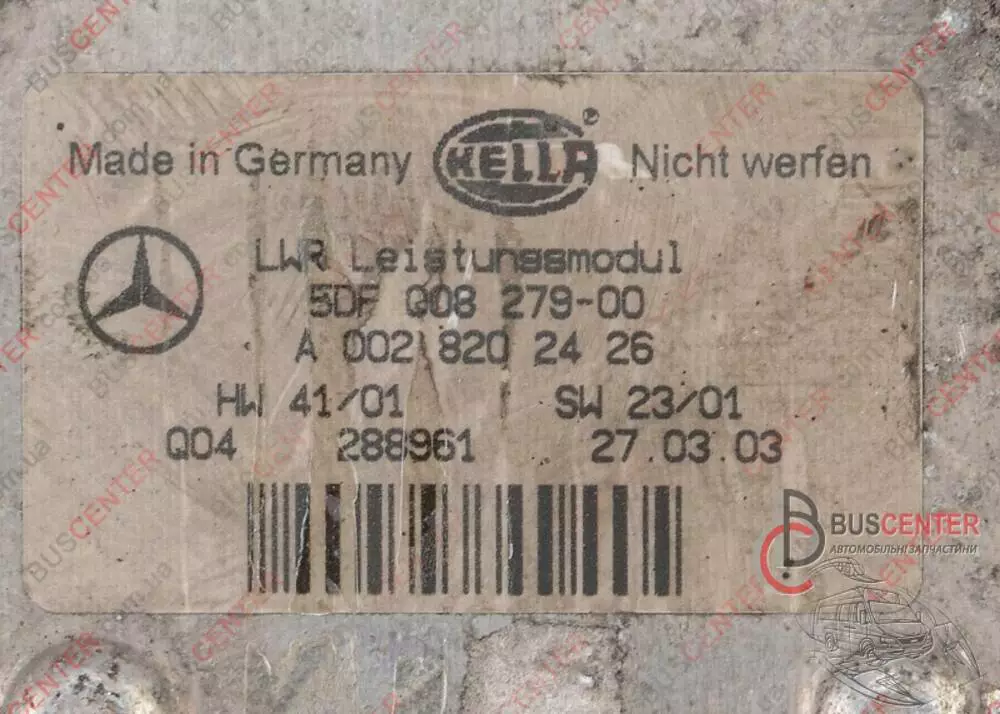 Made in Germany HELLA® Nicht werfen
LWR Leistungsmodul
5DF 008 279-00
A 002 820 24 26
HW 41/01 SW 23/01
Q04 288961 27.03.03
BUSCENTER
АВТОМОБІЛЬНІ ЗАПЧАСТИНИ